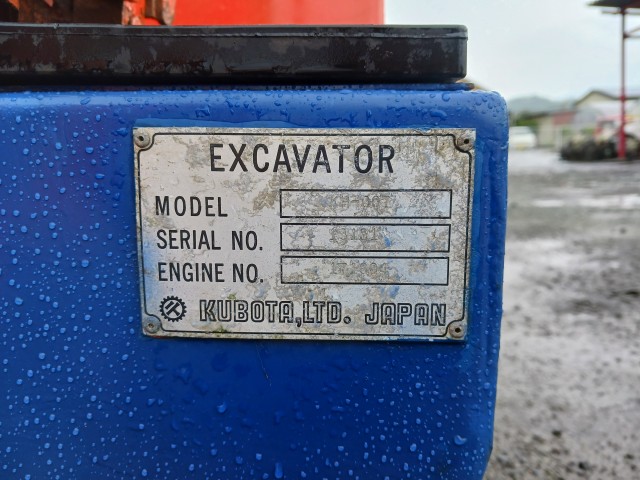 EXCAVATOR
MODEL
SERIAL NO.
ENGINE NO.
KUBOTA,LTD. JAPAN